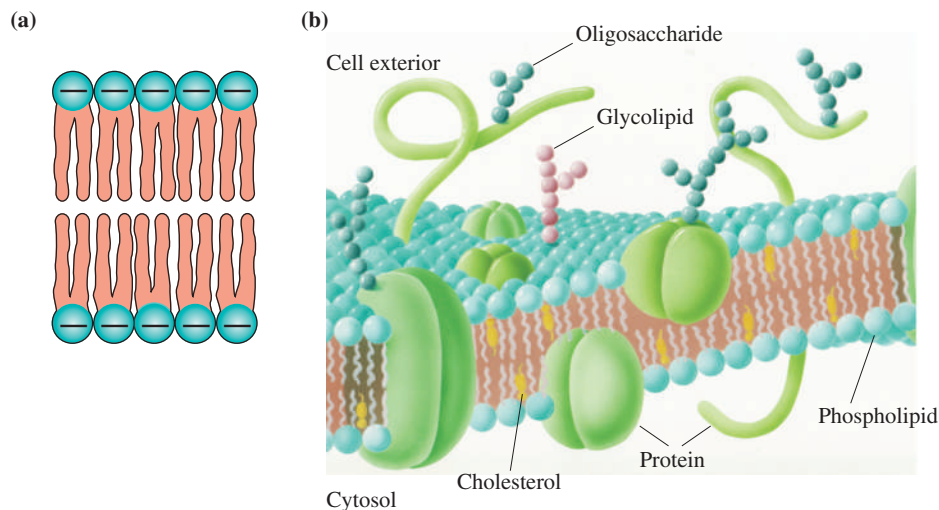 (a)
(b)
Oligosaccharide
Cell exterior
Glycolipid
Phospholipid
Protein
Cholesterol
Cytosol